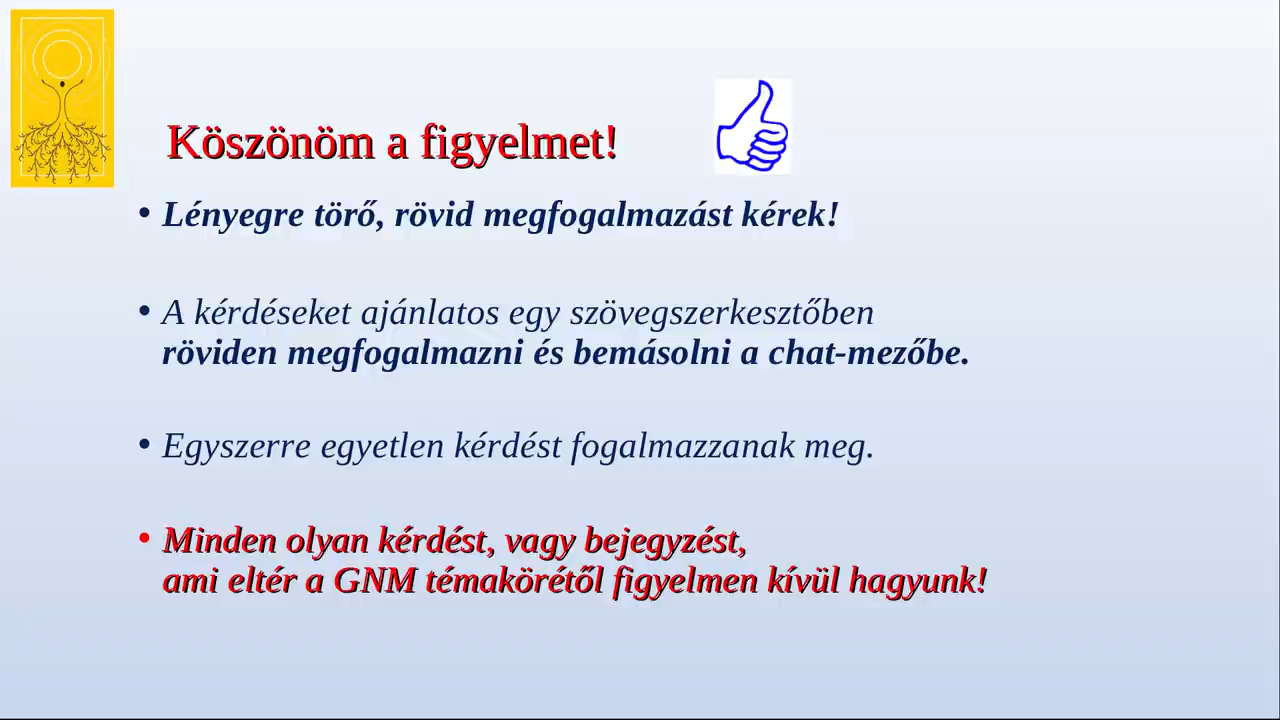 Köszönöm a figyelmet!
• Lényegre törő, rövid megfogalmazást kérek!
• A kérdéseket ajánlatos egy szövegszerkesztőben
röviden megfogalmazni és bemásolni a chat-mezőbe.
• Egyszerre egyetlen kérdést fogalmazzanak meg.
• Minden olyan kérdést, vagy bejegyzést,
ami eltér a GNM témakörétől figyelmen kívül hagyunk!